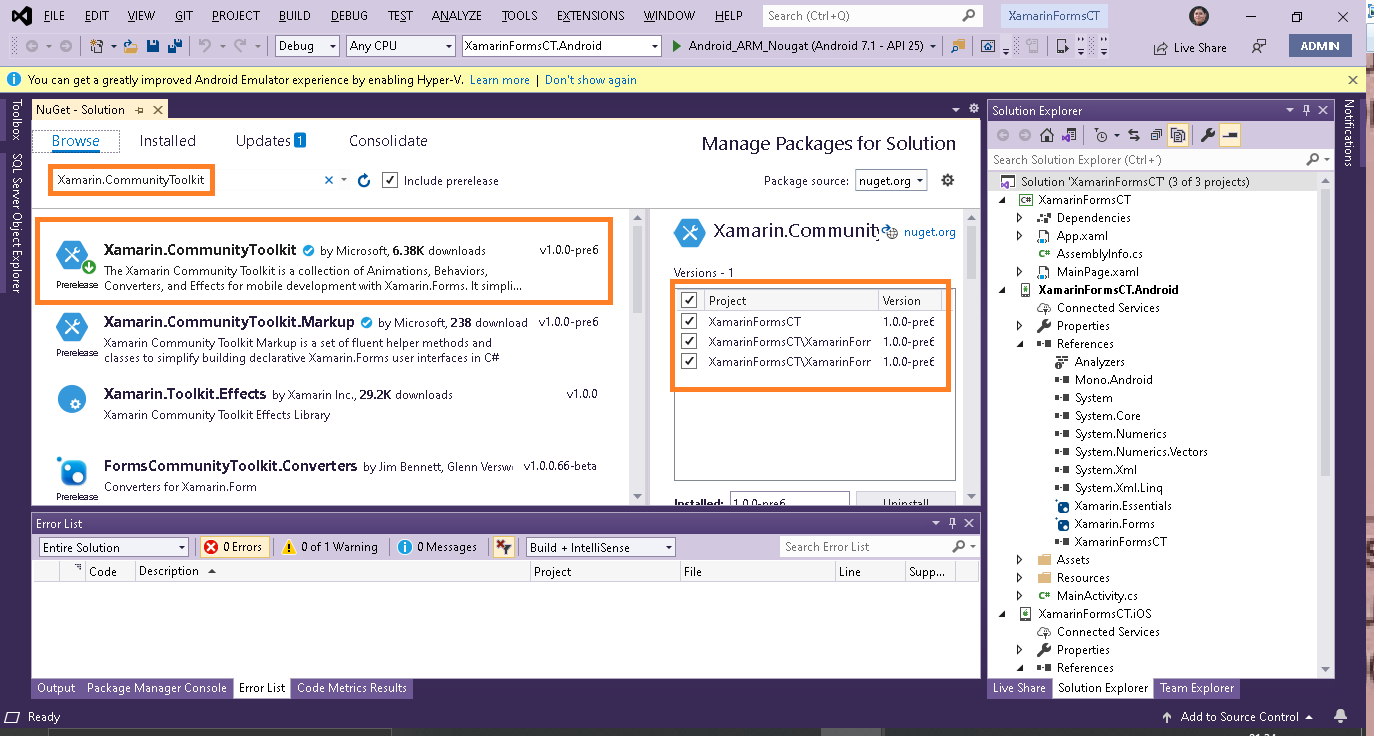 FILE EDIT VIEW GIT PROJECT BUILD DEBUG TEST ANALYZE TOOLS EXTENSIONS WINDOW HELP Search (Ctrl+Q) XamarinFormsCT
Debug Any CPU XamarinFormsCT.Android Android_ARM_Nougat (Android 7.1 - API 25) Live Share ADMIN
You can get a greatly improved Android Emulator experience by enabling Hyper-V. Learn more | Don't show again
Toolbox
SQL Server Object Explorer
NuGet - Solution
Browse Installed Updates 1 Consolidate
Manage Packages for Solution
Xamarin.CommunityToolkit
Include prerelease
Package source: nuget.org
Xamarin.CommunityToolkit by Microsoft, 6.38K downloads v1.0.0-pre6
The Xamarin Community Toolkit is a collection of Animations, Behaviors,
Converters, and Effects for mobile development with Xamarin.Forms. It simpli...
Prerelease
Xamarin.CommunityToolkit.Markup by Microsoft, 238 download v1.0.0-pre6
Xamarin Community Toolkit Markup is a set of fluent helper methods and
classes to simplify building declarative Xamarin.Forms user interfaces in C#
Prerelease
Xamarin.Toolkit.Effects by Xamarin Inc., 29.2K downloads v1.0.0
Xamarin Community Toolkit Effects Library
FormsCommunityToolkit.Converters by Jim Bennett, Glenn Versw v1.0.0.66-beta
Converters for Xamarin.Form
Prerelease
Xamarin.Community nuget.org
Versions - 1
Project Version
XamarinFormsCT 1.0.0-pre6
XamarinFormsCT\XamarinForr 1.0.0-pre6
XamarinFormsCT\XamarinForr 1.0.0-pre6
Installed: 1.0.0-pre6 Uninstall
Error List
Entire Solution 0 Errors 0 of 1 Warning 0 Messages Build + IntelliSense Search Error List
Code Description Project File Line Supp...
Output Package Manager Console Error List Code Metrics Results
Solution Explorer
Search Solution Explorer (Ctrl+´)
Solution 'XamarinFormsCT' (3 of 3 projects)
XamarinFormsCT
Dependencies
App.xaml
AssemblyInfo.cs
MainPage.xaml
XamarinFormsCT.Android
Connected Services
Properties
References
Analyzers
Mono.Android
System
System.Core
System.Numerics
System.Numerics.Vectors
System.Xml
System.Xml.Linq
Xamarin.Essentials
Xamarin.Forms
XamarinFormsCT
Assets
Resources
MainActivity.cs
XamarinFormsCT.iOS
Connected Services
Properties
References
Live Share Solution Explorer Team Explorer
Notifications
Ready
Add to Source Control